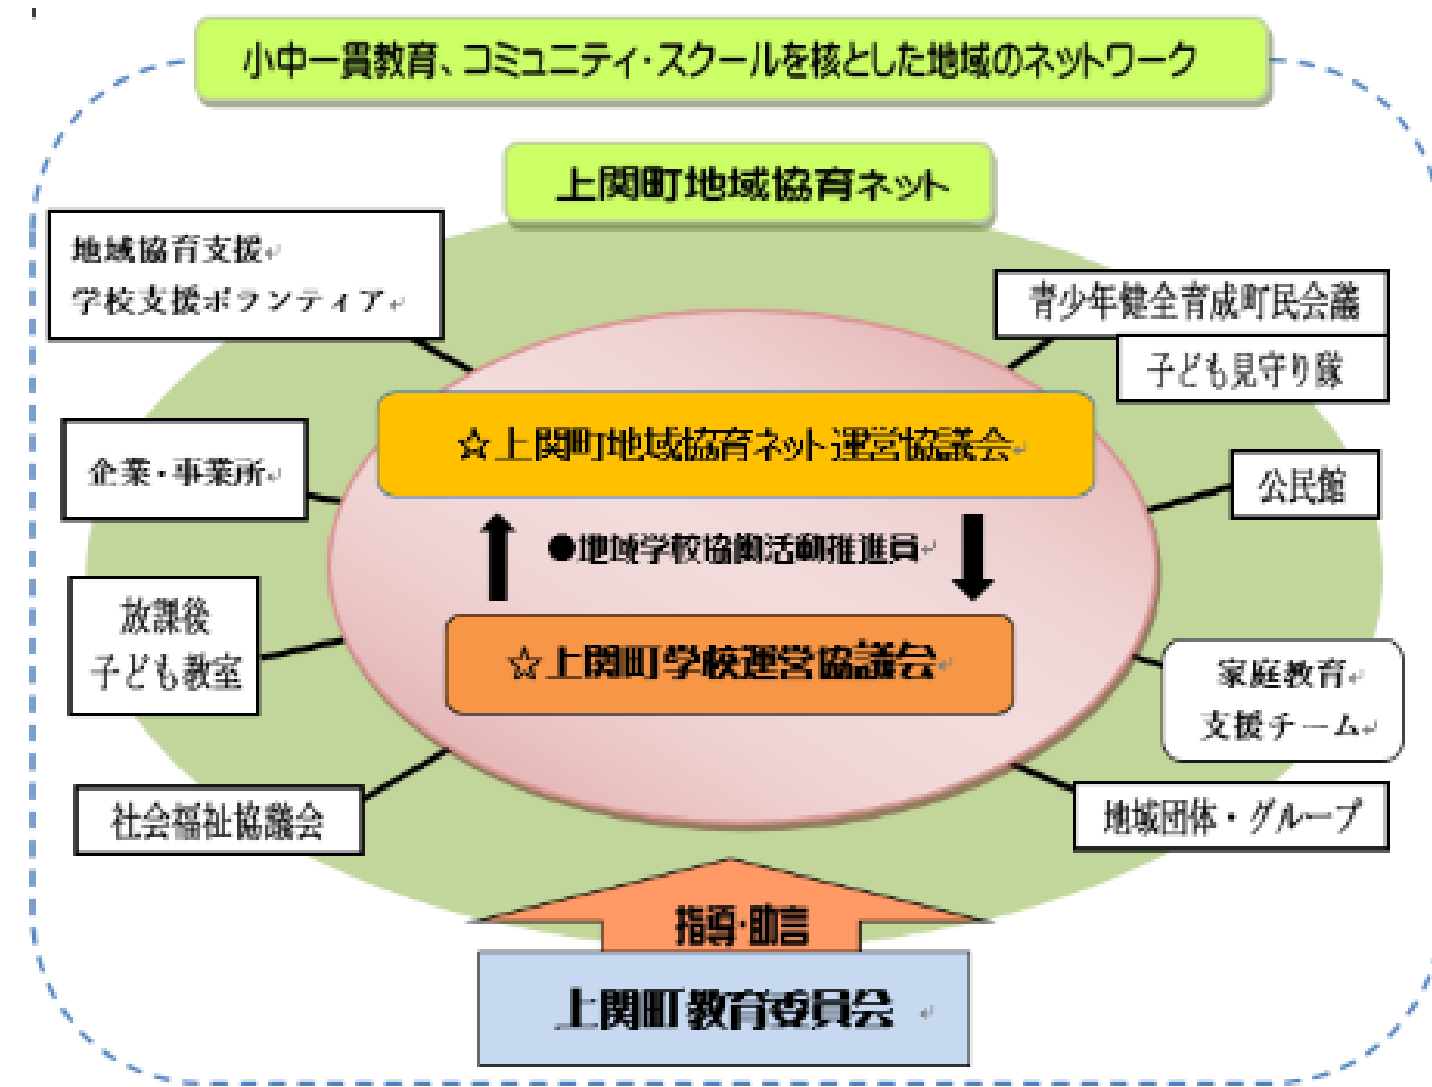 小中一貫教育、コミュニティ・スクールを核とした地域のネットワーク
上関町地域協育ネット
地域協育支援
学校支援ボランティア
青少年健全育成町民会議
子ども見守り隊
☆上関町地域協育ネット運営協議会
企業・事業所
公民館
●地域学校協働活動推進員
放課後
子ども教室
☆上関町学校運営協議会
家庭教育
支援チーム
社会福祉協議会
地域団体・グループ
指導・助言
上関町教育委員会